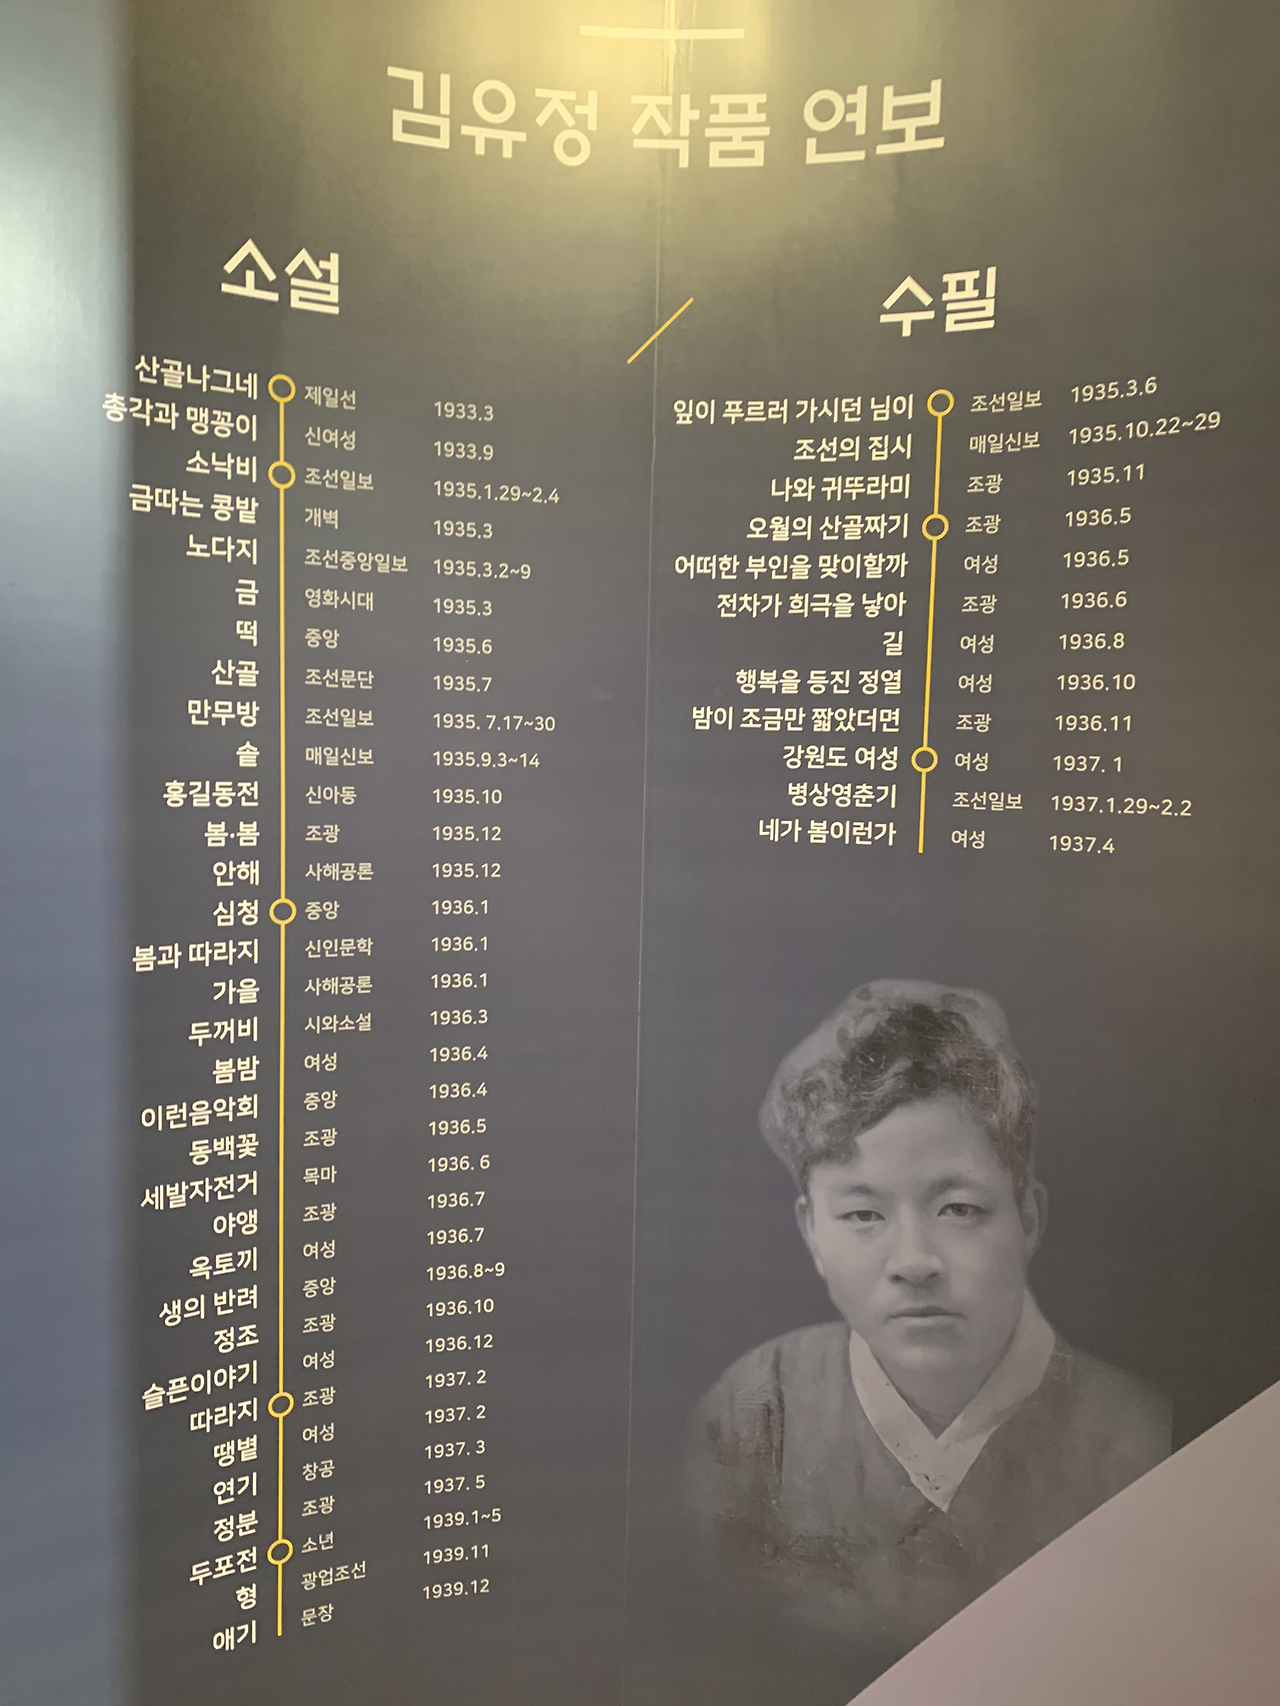 김유정 작품 연보
소설
산골나그네 제일선 1933.3
총각과 맹꽁이 신여성 1933.9
소낙비 조선일보 1935.1.29~2.4
금따는 콩밭 개벽 1935.3
노다지 조선중앙일보 1935.3.2~9
금 영화시대 1935.3
떡 중앙 1935.6
산골 조선문단 1935.7
만무방 조선일보 1935. 7.17~30
솥 매일신보 1935.9.3~14
홍길동전 신아동 1935.10
봄·봄 조광 1935.12
안해 사해공론 1935.12
심청 중앙 1936.1
봄과 따라지 신인문학 1936.1
가을 사해공론 1936.1
두꺼비 시와소설 1936.3
봄밤 여성 1936.4
이런음악회 중앙 1936.4
동백꽃 조광 1936.5
세발자전거 목마 1936. 6
야앵 조광 1936.7
옥토끼 여성 1936.7
생의 반려 중앙 1936.8~9
정조 조광 1936.10
슬픈이야기 여성 1936.12
따라지 조광 1937. 2
땡별 여성 1937. 2
연기 창공 1937. 3
정분 조광 1937. 5
두포전 소년 1939.1~5
형 광업조선 1939.11
애기 문장 1939.12
수필
잎이 푸르러 가시던 님이 조선일보 1935.3.6
조선의 집시 매일신보 1935.10.22~29
나와 귀뚜라미 조광 1935.11
오월의 산골짜기 조광 1936.5
어떠한 부인을 맞이할까 여성 1936.5
전차가 희극을 낳아 조광 1936.6
길 여성 1936.8
행복을 등진 정열 여성 1936.10
밤이 조금만 짧았더면 조광 1936.11
강원도 여성 여성 1937. 1
병상영춘기 조선일보 1937.1.29~2.2
네가 봄이런가 여성 1937.4